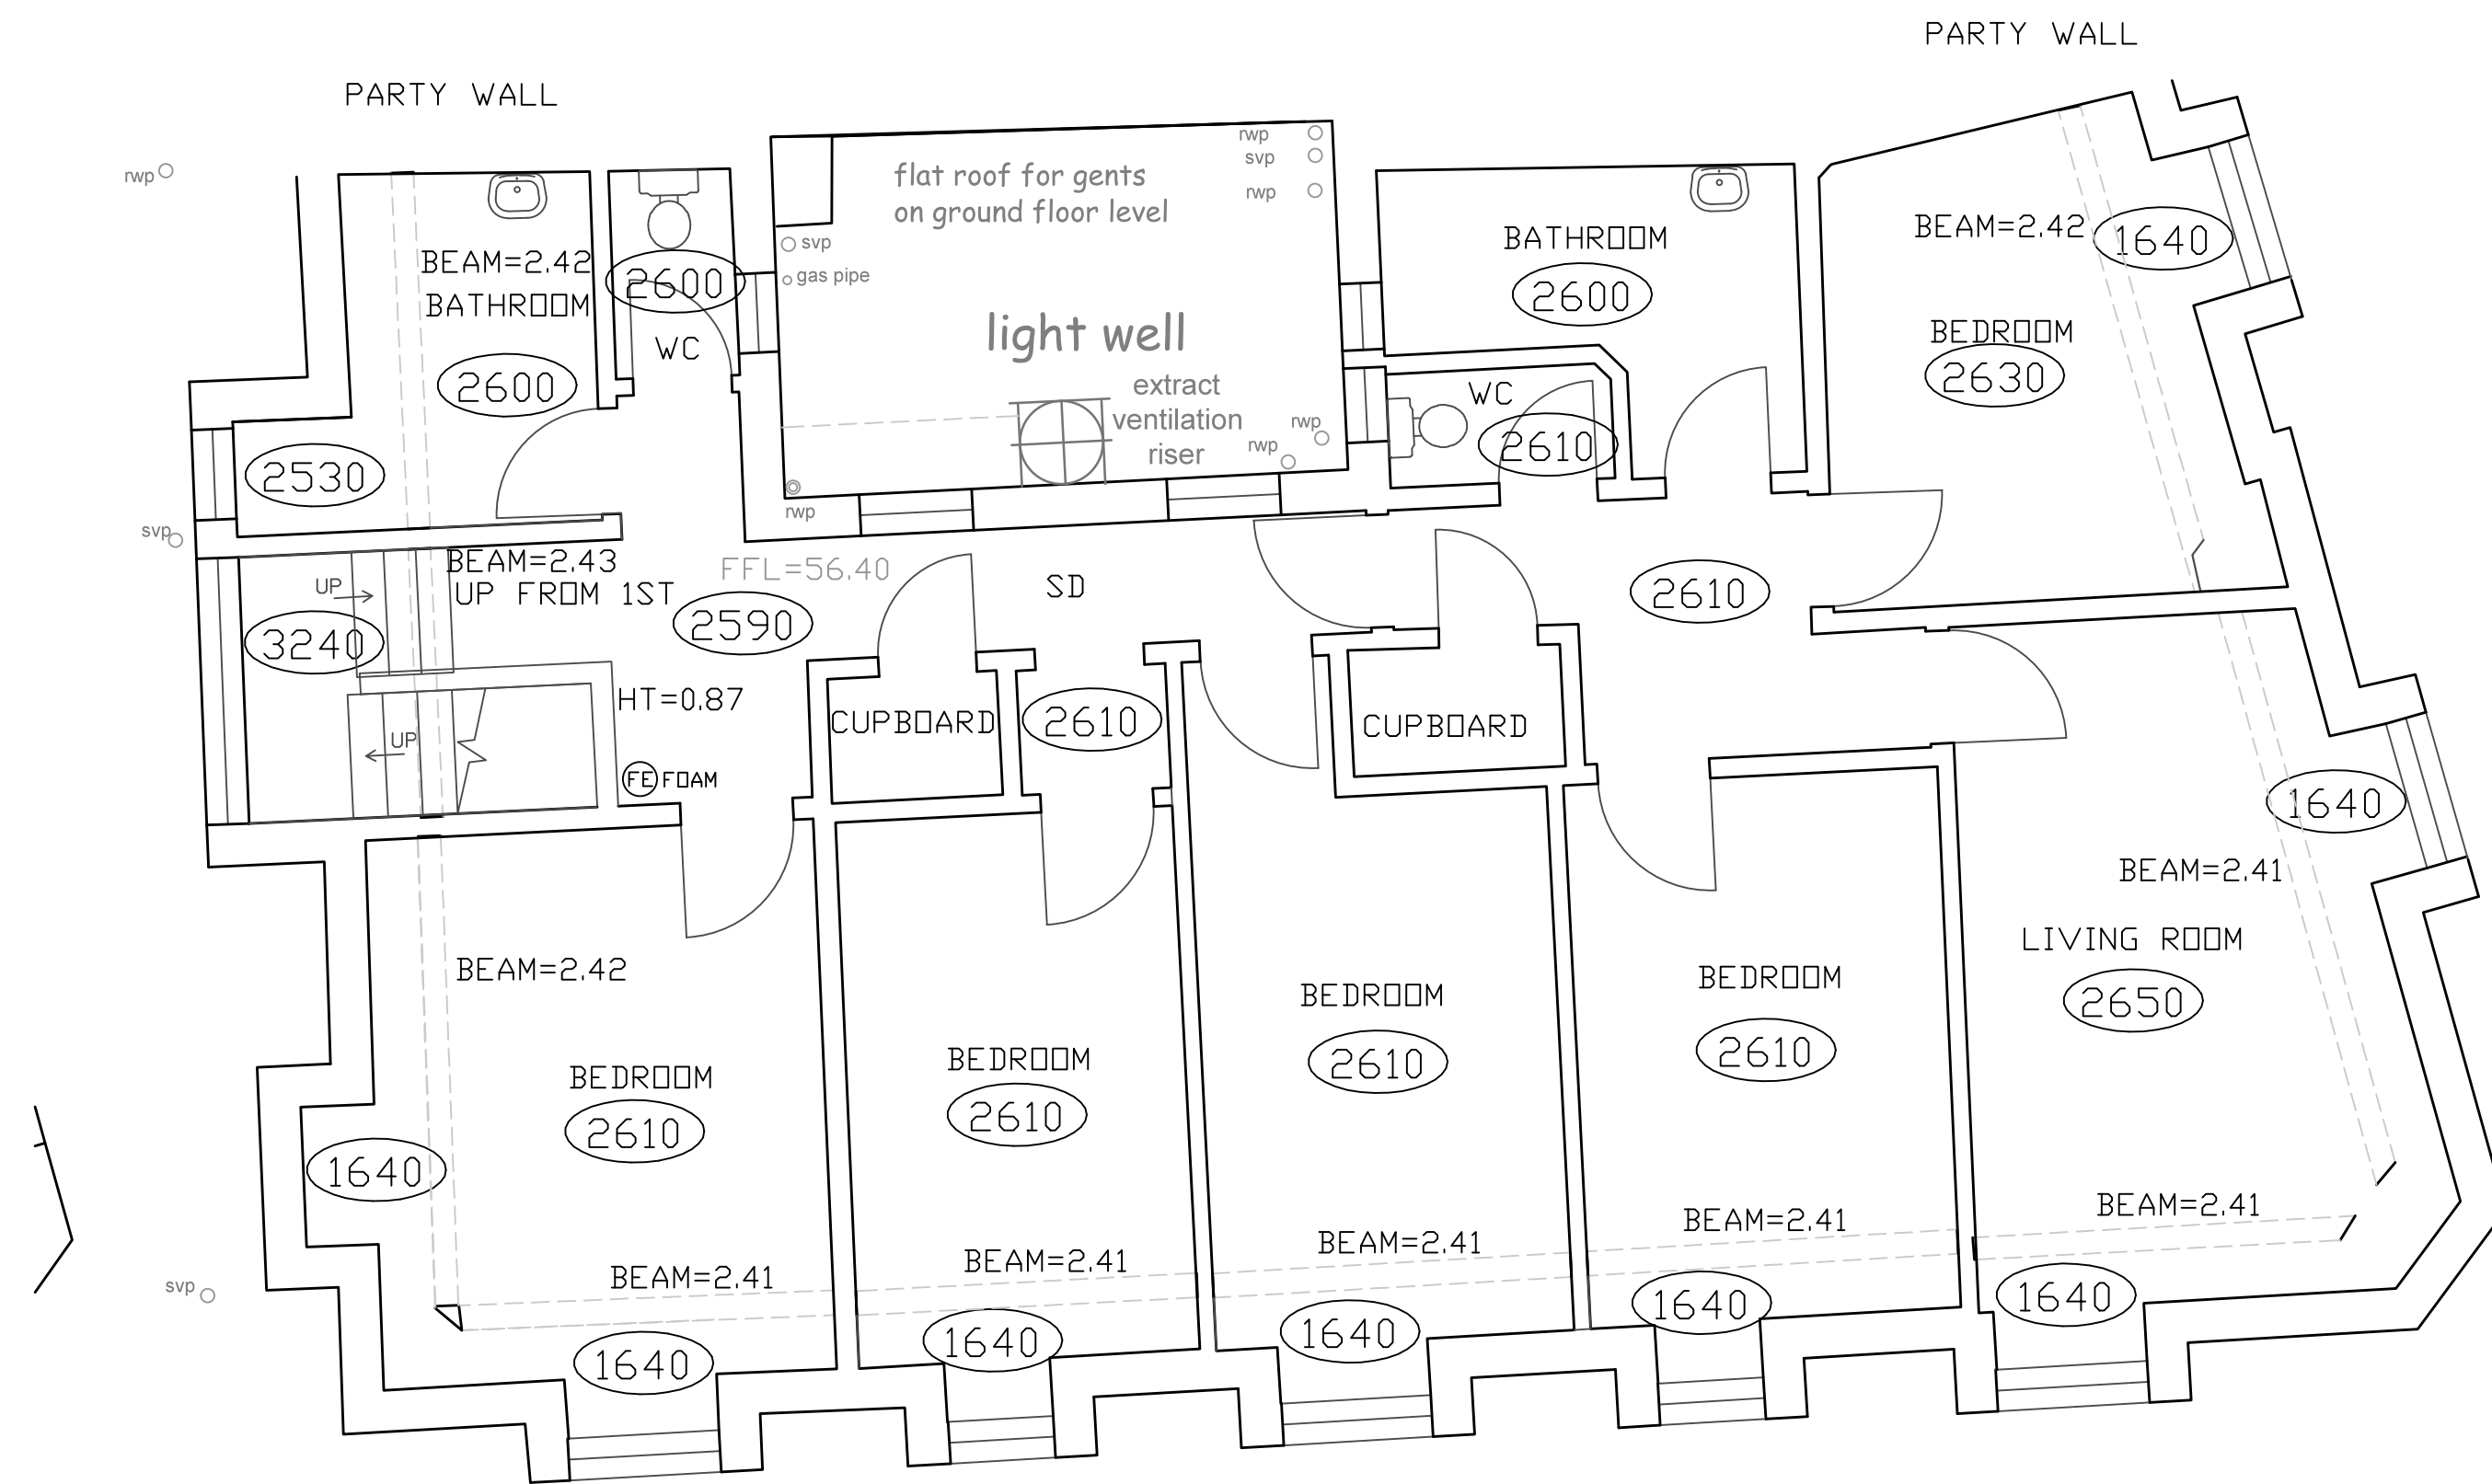 PARTY WALL
PARTY WALL
rwp
rwp
svp
rwp
flat roof for gents
on ground floor level
svp
gas pipe
BEAM=2.42
BATHROOM
2600
2600
WC
light well
extract
ventilation
riser
rwp
rwp
rwp
BATHROOM
2600
WC
2610
BEAM=2.42
1640
BEDROOM
2630
2530
svp
BEAM=2.43
UP FROM 1ST
UP
3240
FFL=56.40
2590
SD
2610
HT=0.87
UP
FE FOAM
CUPBOARD
2610
CUPBOARD
1640
BEAM=2.41
LIVING ROOM
2650
BEAM=2.42
BEDROOM
2610
BEDROOM
2610
BEDROOM
2610
BEDROOM
2610
1640
BEAM=2.41
BEAM=2.41
BEAM=2.41
BEAM=2.41
BEAM=2.41
svp
1640
1640
1640
1640
1640